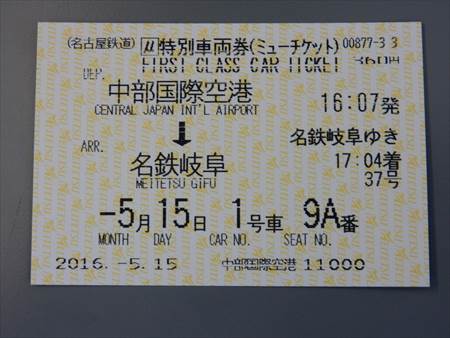 (名古屋鉄道) μ特別車両券(ミューチケット) 00877-33
DEP. FIRST CLASS CAR TICKET 360円
中部国際空港 16:07発
CENTRAL JAPAN INT'L AIRPORT
↓ 名鉄岐阜ゆき
ARR. 17:04着
名鉄岐阜 37号
MEITETSU GIFU
-5月 15日 1号車 9A番
MONTH DAY CAR NO. SEAT NO.
2016.-5.15 中部国際空港 11000